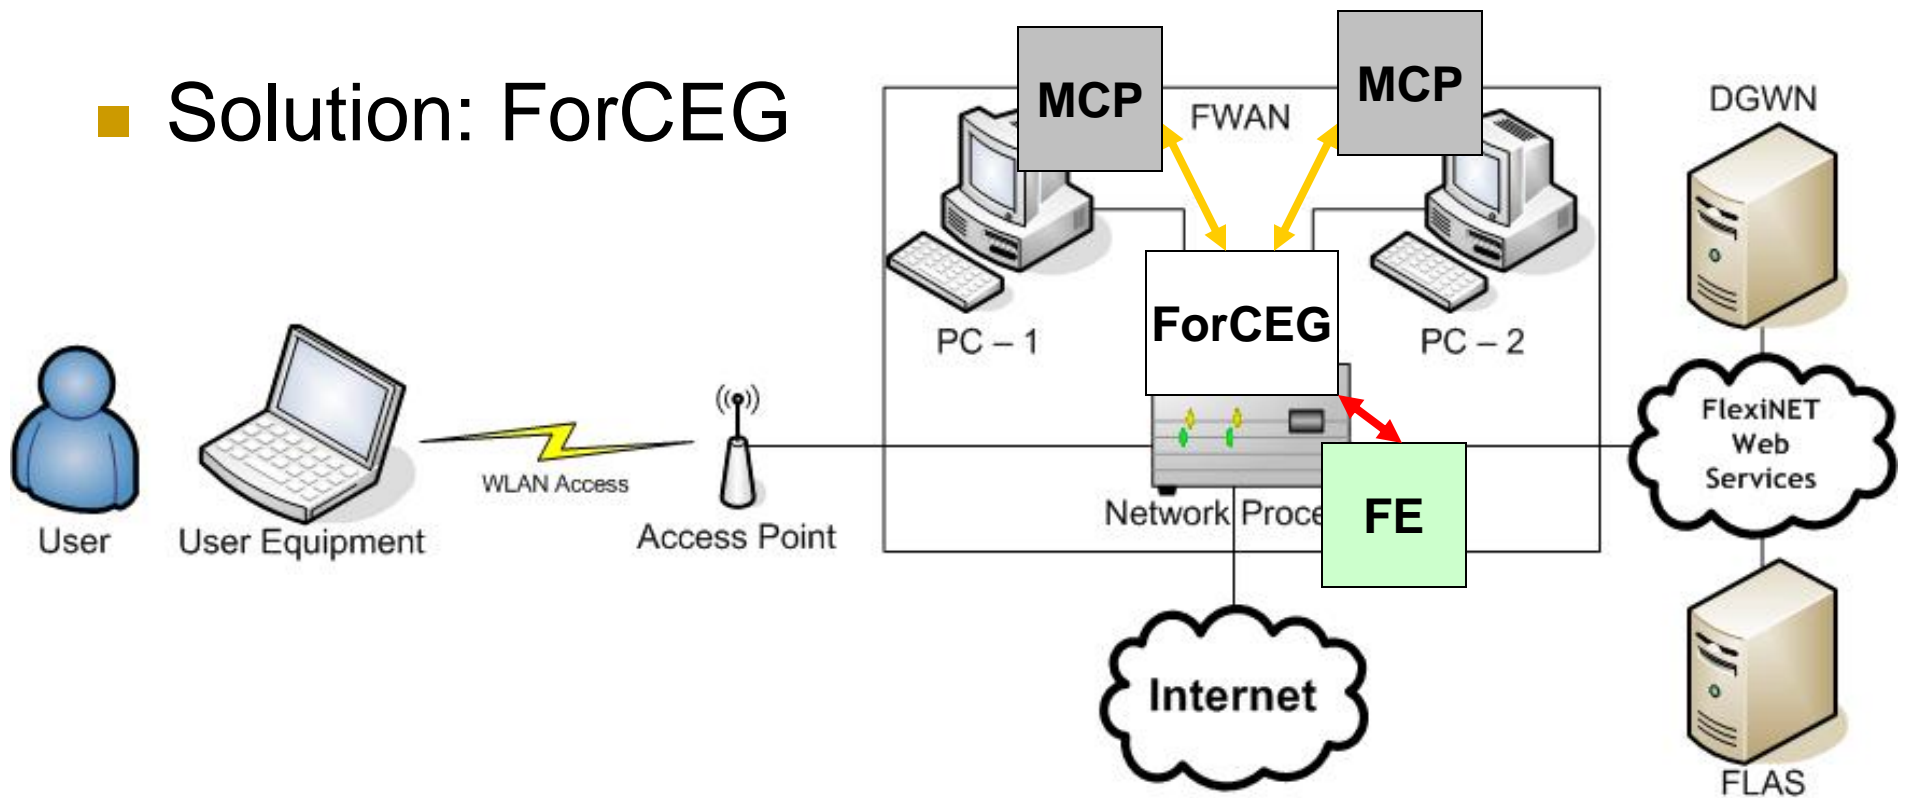 Solution: ForCEG
MCP
MCP
FWAN
DGWN
ForCEG
PC – 1
PC – 2
FlexiNET
Web
Services
WLAN Access
Network Proce
FE
User
User Equipment
Access Point
Internet
FLAS